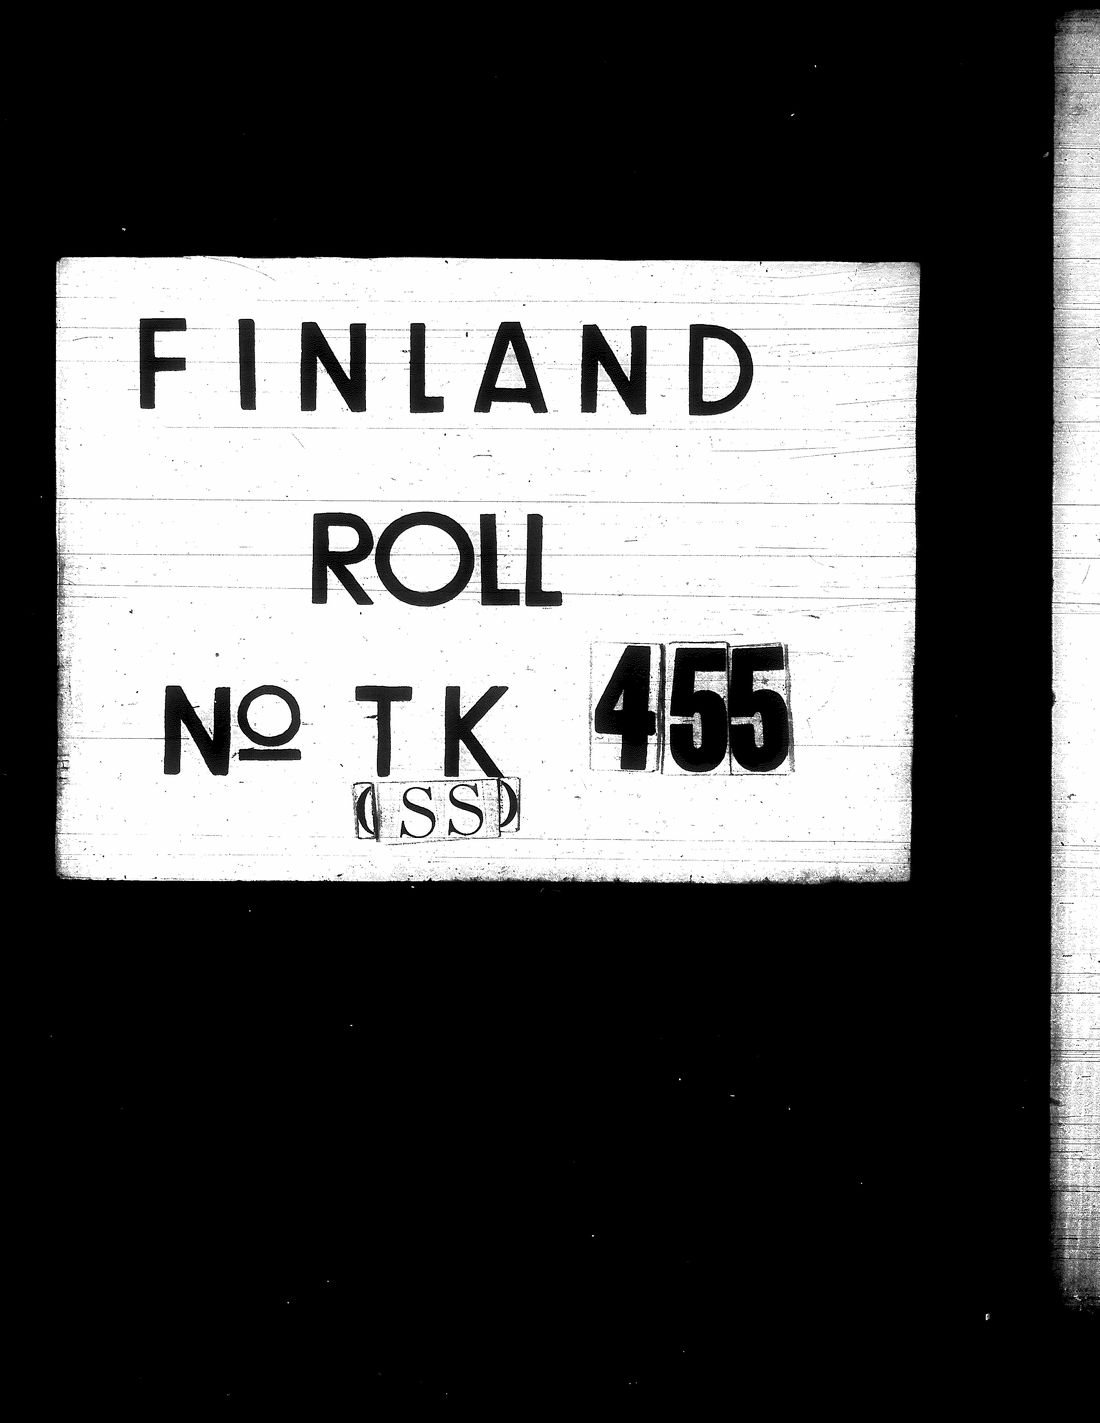 FINLAND
ROLL
Nº TK 455
(SS)